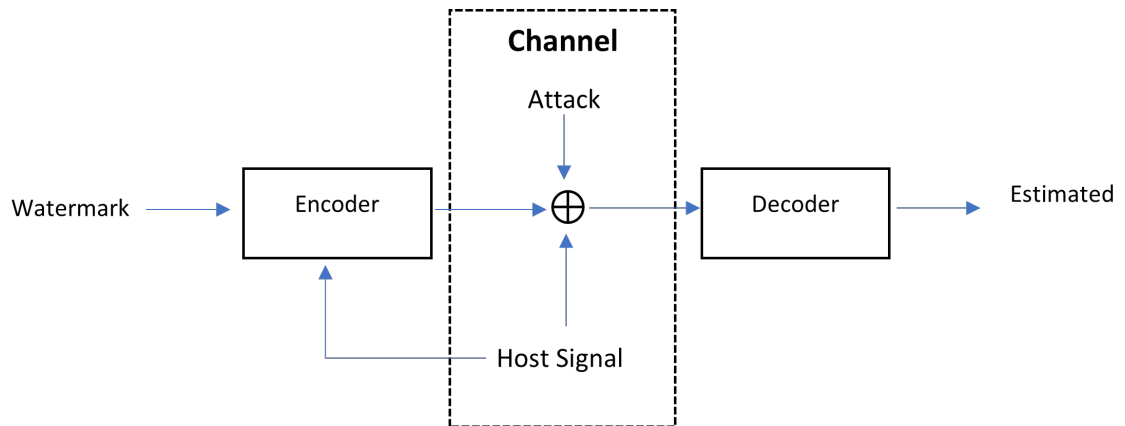 Channel
Attack
Watermark
Encoder
Decoder
Estimated
Host Signal